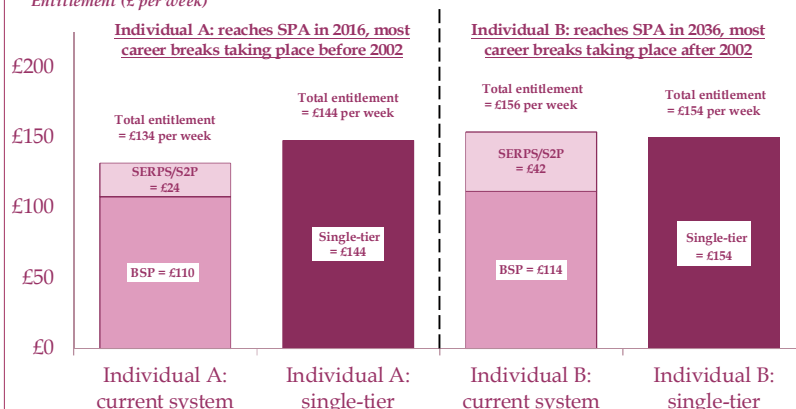 Entitlement (£ per week)
Individual A: reaches SPA in 2016, most
career breaks taking place before 2002
Individual B: reaches SPA in 2036, most
career breaks taking place after 2002
£200
£150
£100
£50
£0
Total entitlement
= £134 per week
SERPS/S2P
= £24
BSP = £110
Total entitlement
= £144 per week
Single-tier
= £144
Total entitlement
= £156 per week
SERPS/S2P
= £42
BSP = £114
Total entitlement
= £154 per week
Single-tier
= £154
Individual A:
current system
Individual A:
single-tier
Individual B:
current system
Individual B:
single-tier